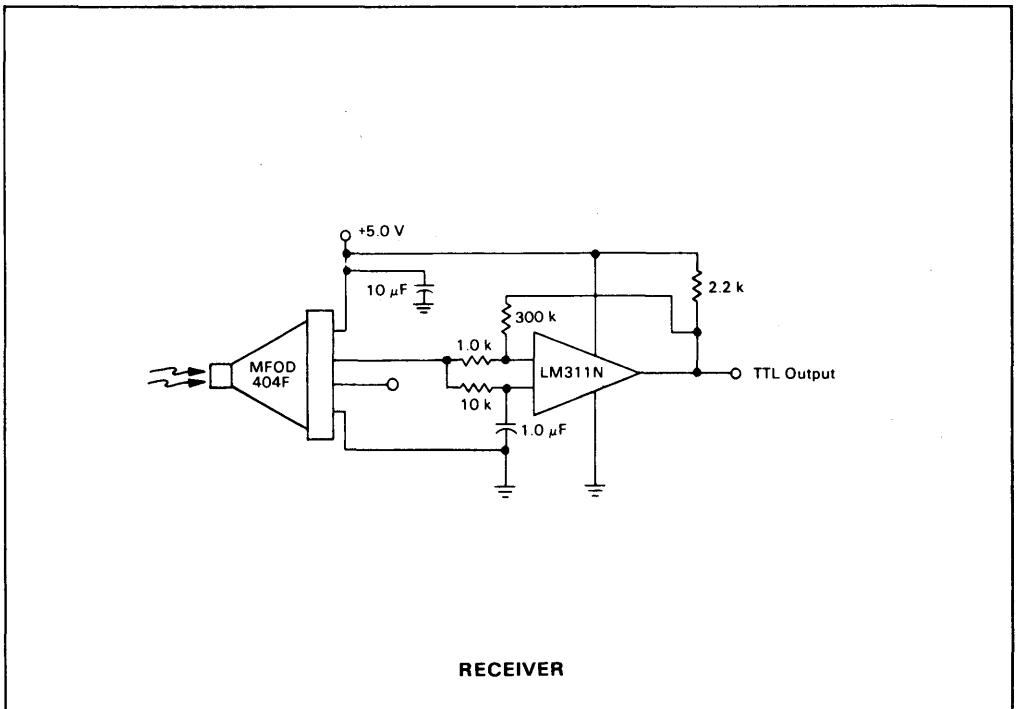 +5.0 V
10 μF
2.2 k
300 k
1.0 k
MFOD
404F
LM311N
TTL Output
10 k
1.0 μF
RECEIVER